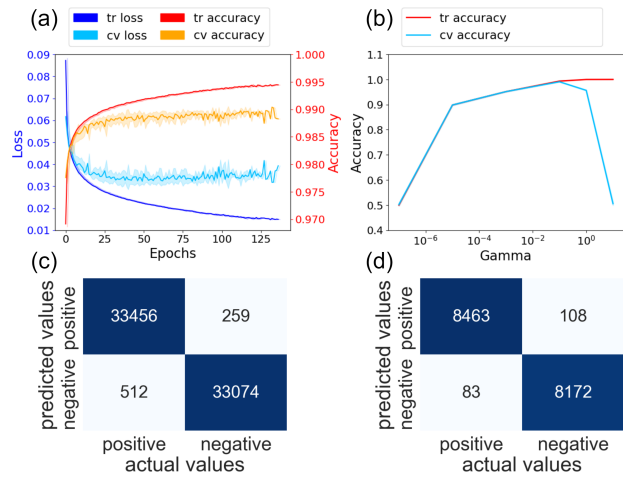 (a)
tr loss
tr accuracy
cv loss
cv accuracy
0.09
0.08
0.07
0.06
0.05
0.04
0.03
0.02
0.01
Loss
1.000
0.995
0.990
0.985
0.980
0.975
0.970
Accuracy
0 25 50 75 100 125
Epochs
(b)
tr accuracy
cv accuracy
1.1
1.0
0.9
0.8
0.7
0.6
0.5
0.4
Accuracy
10⁻⁶ 10⁻⁴ 10⁻² 10⁰
Gamma
(c)
predicted values
positive
negative
33456 259
512 33074
positive negative
actual values
(d)
predicted values
positive
negative
8463 108
83 8172
positive negative
actual values